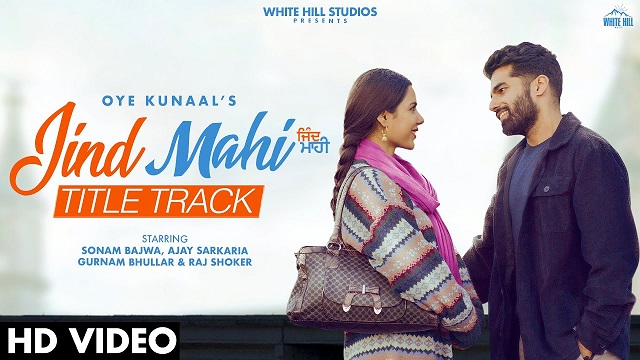 WHITE HILL STUDIOS
PRESENTS
WHITE HILL
OYE KUNAAL'S
Jind Mahi
ਜਿੰਦ
ਮਾਹੀ
TITLE TRACK
STARRING
SONAM BAJWA, AJAY SARKARIA
GURNAM BHULLAR & RAJ SHOKER
HD VIDEO